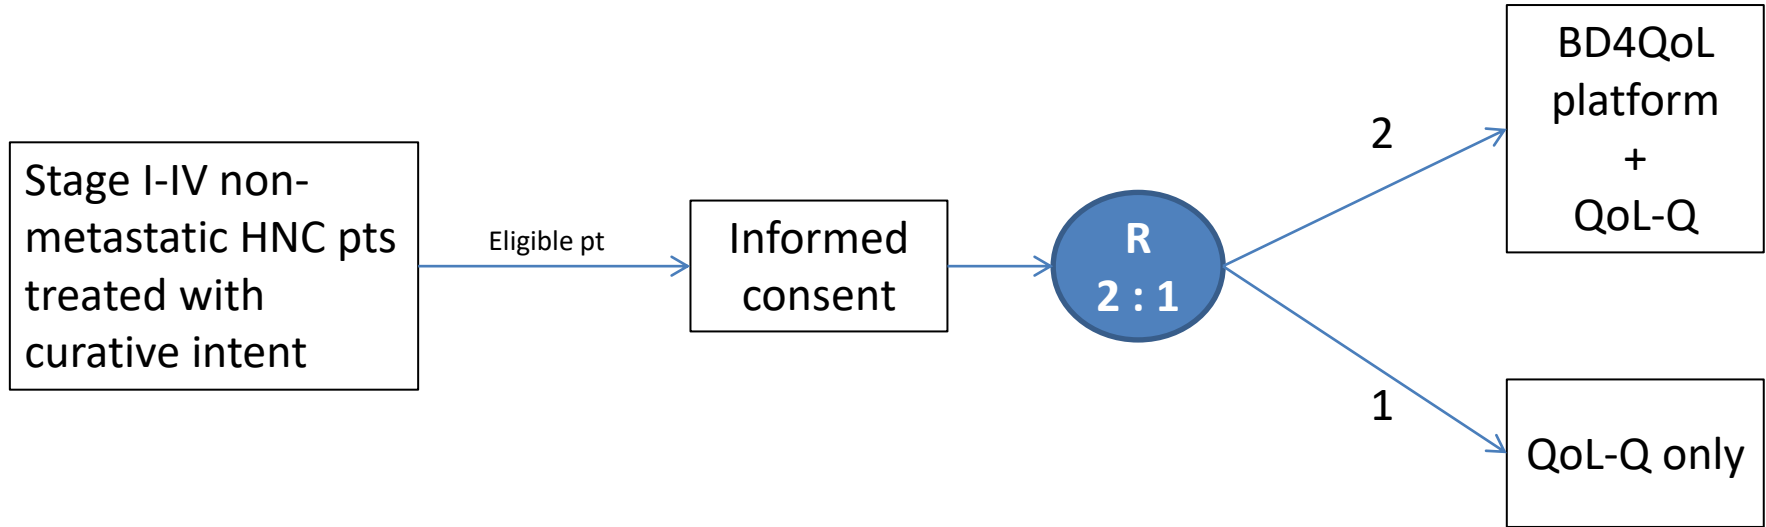 Stage I-IV non-
metastatic HNC pts
treated with
curative intent
Eligible pt
Informed
consent
R
2 : 1
2
BD4QoL
platform
+
QoL-Q
1
QoL-Q only